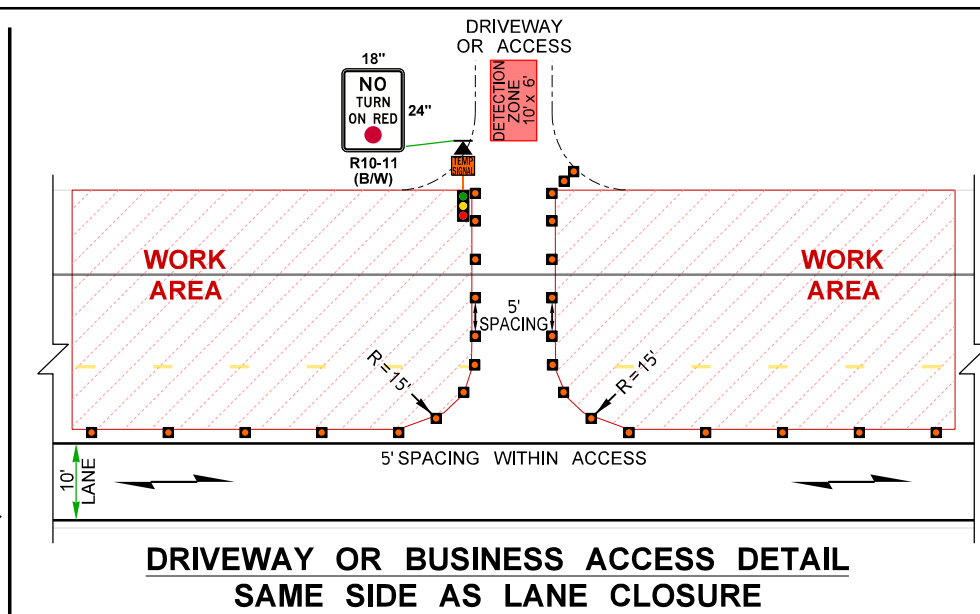 DRIVEWAY
OR ACCESS
18"
NO
TURN
ON RED
24"
R10-11
(B/W)
DETECTION
ZONE
10' x 6'
TEMP
SIGNAL
WORK
AREA
WORK
AREA
5'
SPACING
R = 15'
R = 15'
5' SPACING WITHIN ACCESS
10'
LANE
DRIVEWAY OR BUSINESS ACCESS DETAIL
SAME SIDE AS LANE CLOSURE